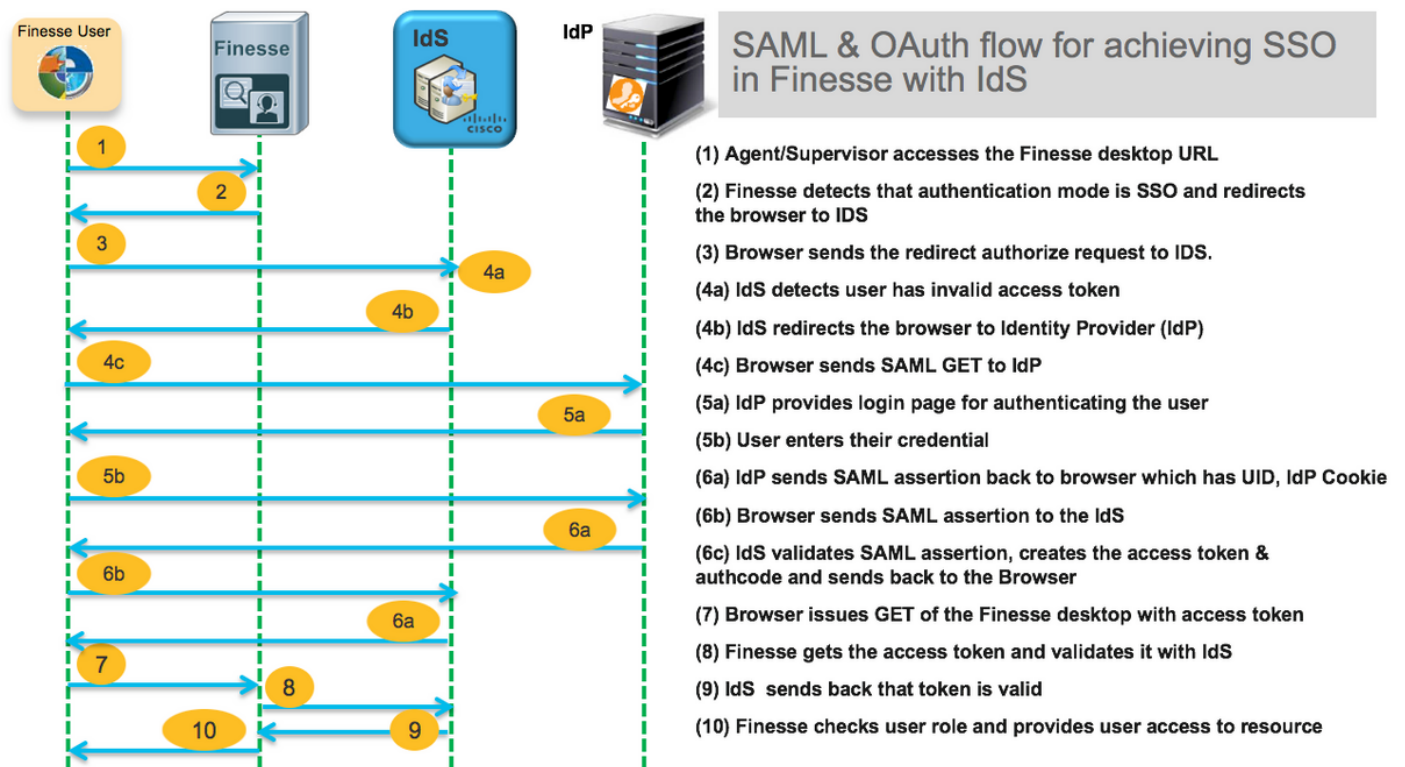 Finesse User
Finesse
IdS
CISCO
IdP
SAML & OAuth flow for achieving SSO
in Finesse with IdS
1
2
3
4a
4b
4c
5a
5b
6a
6b
6a
7
8
9
10
(1) Agent/Supervisor accesses the Finesse desktop URL
(2) Finesse detects that authentication mode is SSO and redirects
the browser to IDS
(3) Browser sends the redirect authorize request to IDS.
(4a) IdS detects user has invalid access token
(4b) IdS redirects the browser to Identity Provider (IdP)
(4c) Browser sends SAML GET to IdP
(5a) IdP provides login page for authenticating the user
(5b) User enters their credential
(6a) IdP sends SAML assertion back to browser which has UID, IdP Cookie
(6b) Browser sends SAML assertion to the IdS
(6c) IdS validates SAML assertion, creates the access token &
authcode and sends back to the Browser
(7) Browser issues GET of the Finesse desktop with access token
(8) Finesse gets the access token and validates it with IdS
(9) IdS  sends back that token is valid
(10) Finesse checks user role and provides user access to resource